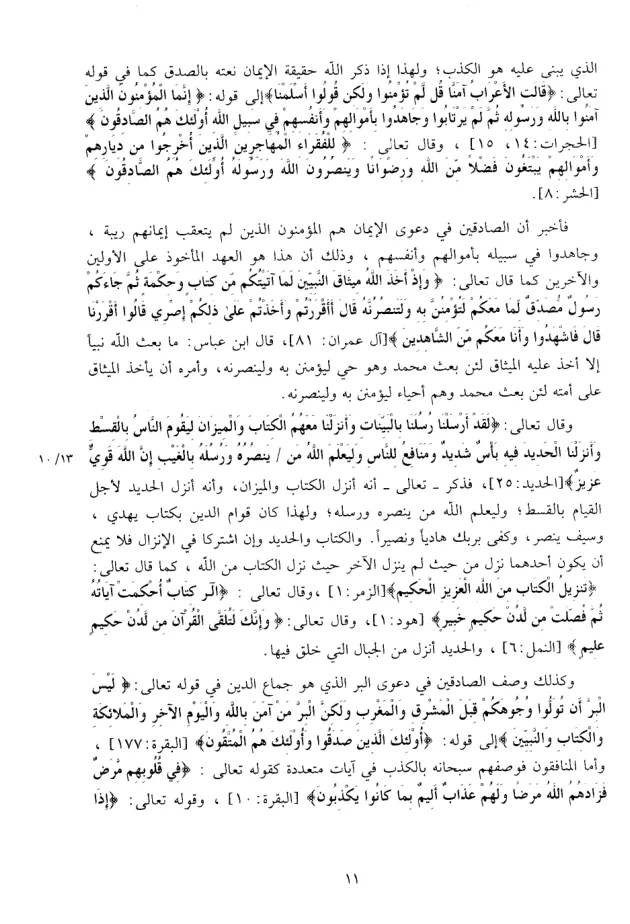 الذي يبنى عليه هو الكذب؛ ولهذا إذا ذكر الله حقيقة الإيمان نعته بالصدق كما في قوله
تعالى: ﴿قَالَت الأَعْرَابُ آمَنَّا قُل لَّمْ تُؤْمِنُوا وَلَكِن قُولُوا أَسْلَمْنَا﴾إلى قوله: ﴿ إِنَّمَا الْمُؤْمِنُونَ الَّذِينَ
آمَنُوا بِاللَّه وَرَسُولِه ثُمَّ لَمْ يَرْتَابُوا وَجَاهَدُوا بِأَمْوَالِهِمْ وَأَنفُسِهِمْ فِي سَبِيلِ اللَّه أُوْلَئِكَ هُمُ الصَّادِقُونَ ﴾
[الحجرات:١٤، ١٥] ، وقال تعالى : ﴿ لِلْفُقَرَاء الْمُهَاجِرِينَ الَّذِينَ أُخْرِجُوا مِن دِيَارِهِمْ
وَأَمْوَالِهِمْ يَبْتَغُونَ فَضْلاً مِّنَ اللَّه وَرِضْوَانًا وَيَنصُرُونَ اللَّهَ وَرَسُولَهُ أُوْلَئِكَ هُمُ الصَّادِقُونَ ﴾
[الحشر:٨].
فأخبر أن الصادقين في دعوى الإيمان هم المؤمنون الذين لم يتعقب إيمانهم ريبة ،
وجاهدوا في سبيله بأموالهم وأنفسهم ، وذلك أن هذا هو العهد المأخوذ على الأولين
والآخرين كما قال تعالى: ﴿ وَإِذْ أَخَذَ اللَّهُ مِيثَاقَ النَّبِيِّينَ لَمَا آتَيْتُكُم مِّن كِتَابٍ وَحِكْمَةٍ ثُمَّ جَاءَكُمْ
رَسُولٌ مُّصَدِّقٌ لِّمَا مَعَكُمْ لَتُؤْمِنُنَّ بِه وَلَتَنصُرُنَّهُ قَالَ أَأَقْرَرْتُمْ وَأَخَذْتُمْ عَلَى ذَلِكُمْ إِصْرِي قَالُوا أَقْرَرْنَا
قَالَ فَاشْهَدُوا وَأَنَا مَعَكُم مِّنَ الشَّاهِدِينَ ﴾[آل عمران: ٨١]، قال ابن عباس: ما بعث الله نبياً
إلا أخذ عليه الميثاق لئن بعث محمد وهو حي ليؤمنن به ولينصرنه، وأمره أن يأخذ الميثاق
على أمته لئن بعث محمد وهم أحياء ليؤمنن به ولينصرنه.
وقال تعالى: ﴿لَقَدْ أَرْسَلْنَا رُسُلَنَا بِالْبَيِّنَاتِ وَأَنزَلْنَا مَعَهُمُ الْكِتَابَ وَالْمِيزَانَ لِيَقُومَ النَّاسُ بِالْقِسْطِ
وَأَنزَلْنَا الْحَدِيدَ فِيهِ بَأْسٌ شَدِيدٌ وَمَنَافِعُ لِلنَّاسِ وَلِيَعْلَمَ اللَّهُ مَن / يَنصُرُهُ وَرُسُلَهُ بِالْغَيْبِ إِنَّ اللَّهَ قَوِيٌّ ١٠/١٣
عَزِيزٌ﴾[الحديد:٢٥]، فذكر ـ تعالى ـ أنه أنزل الكتاب والميزان، وأنه أنزل الحديد لأجل
القيام بالقسط؛ وليعلم الله من ينصره ورسله؛ ولهذا كان قوام الدين بكتاب يهدي ،
وسيف ينصر، وكفى بربك هادياً ونصيراً. والكتاب والحديد وإن اشتركا في الإنزال فلا يمنع
أن يكون أحدهما نزل من حيث لم ينزل الآخر حيث نزل الكتاب من الله ، كما قال تعالى:
﴿تَنزِيلُ الْكِتَابِ مِنَ اللَّهِ الْعَزِيزِ الْحَكِيمِ﴾[الزمر:١] ،وقال تعالى : ﴿الٓر كِتَابٌ أُحْكِمَتْ آيَاتُهُ
ثُمَّ فُصِّلَتْ مِن لَّدُنْ حَكِيمٍ خَبِيرٍ﴾ [هود:١]، وقال تعالى:﴿ وَإِنَّكَ لَتُلَقَّى الْقُرْآنَ مِن لَّدُنْ حَكِيمٍ
عَلِيمٍ ﴾ [النمل:٦] ، والحديد أنزل من الجبال التي خلق فيها.
وكذلك وصف الصادقين في دعوى البر الذي هو جماع الدين في قوله تعالى:﴿ لَيْسَ
الْبِرَّ أَن تُوَلُّوا وُجُوهَكُمْ قِبَلَ الْمَشْرِقِ وَالْمَغْرِبِ وَلَكِنَّ الْبِرَّ مَنْ آمَنَ بِاللَّهِ وَالْيَوْمِ الآخِرِ وَالْمَلائِكَةِ
وَالْكِتَابِ وَالنَّبِيِّينَ ﴾إلى قوله: ﴿أُولَئِكَ الَّذِينَ صَدَقُوا وَأُولَئِكَ هُمُ الْمُتَّقُونَ﴾ [البقرة:١٧٧] ،
وأما المنافقون فوصفهم سبحانه بالكذب في آيات متعددة كقوله تعالى : ﴿فِي قُلُوبِهِم مَّرَضٌ
فَزَادَهُمُ اللَّهُ مَرَضًا وَلَهُمْ عَذَابٌ أَلِيمٌ بِمَا كَانُوا يَكْذِبُونَ﴾ [البقرة:١٠] ، وقوله تعالى: ﴿إِذَا
١١